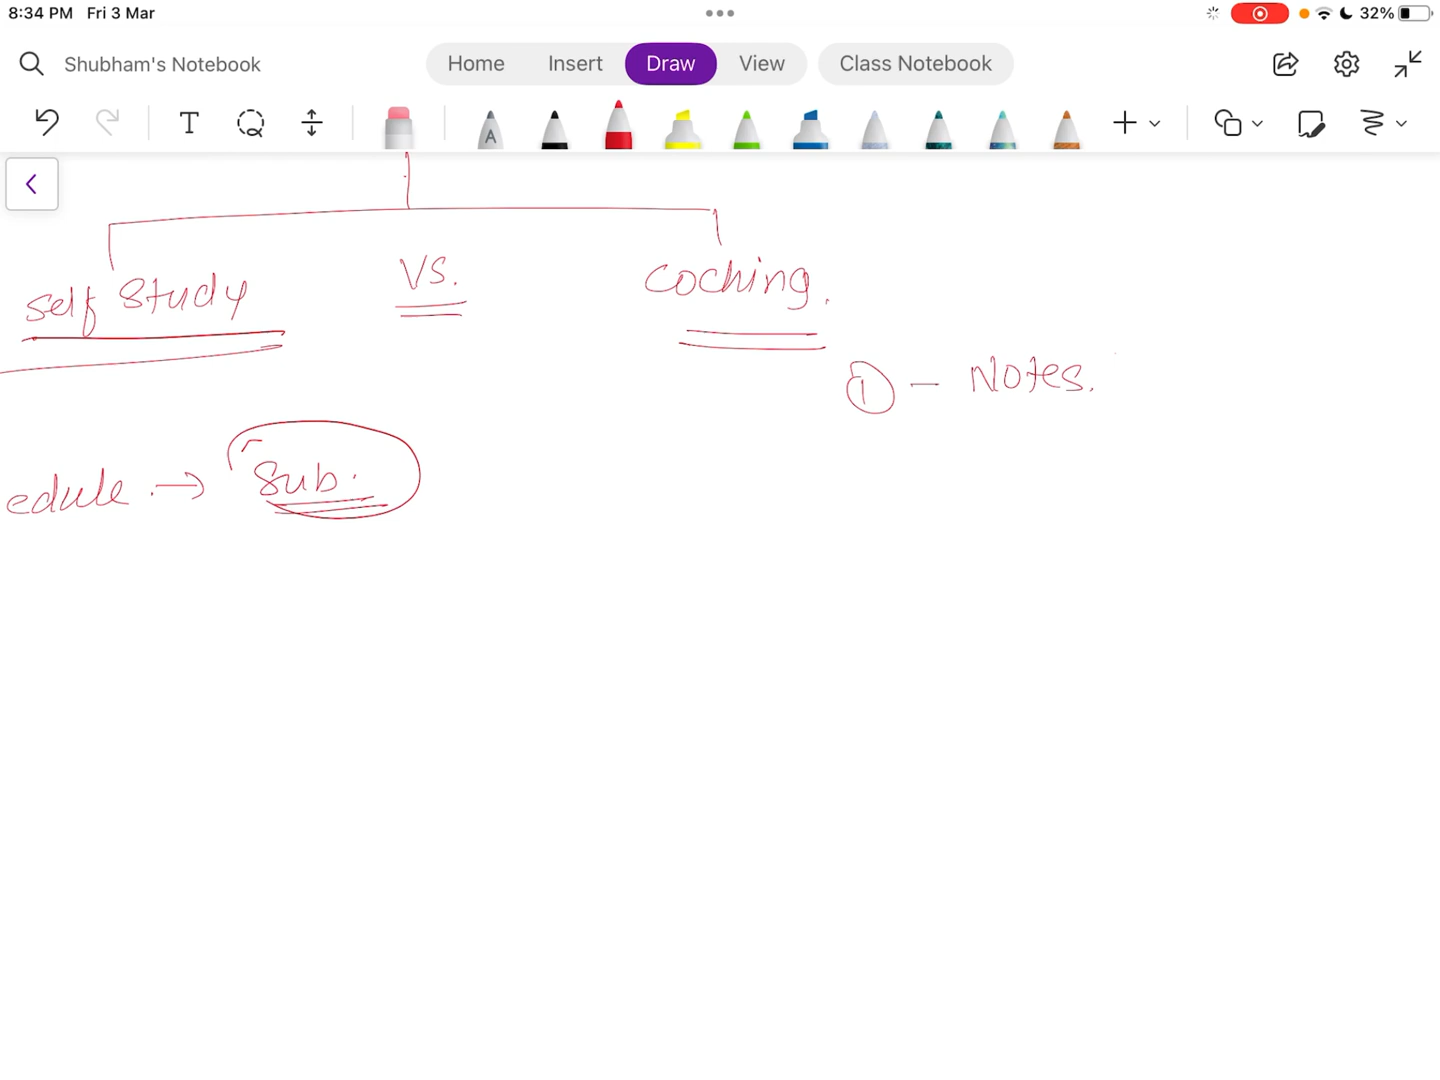 8:34 PM Fri 3 Mar
32%
Shubham's Notebook
Home Insert Draw View Class Notebook
T
A
Self Study vs. Coching.
① - Notes.
edule. → Sub.